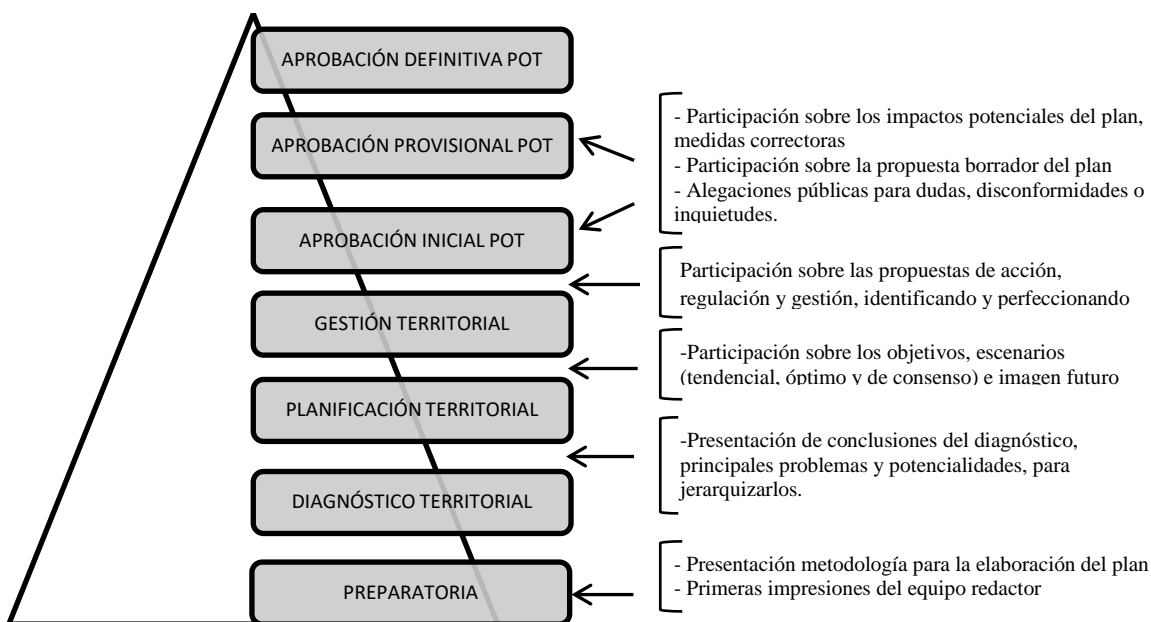 APROBACIÓN DEFINITIVA POT
APROBACIÓN PROVISIONAL POT
APROBACIÓN INICIAL POT
GESTIÓN TERRITORIAL
PLANIFICACIÓN TERRITORIAL
DIAGNÓSTICO TERRITORIAL
PREPARATORIA
- Participación sobre los impactos potenciales del plan,
medidas correctoras
- Participación sobre la propuesta borrador del plan
- Alegaciones públicas para dudas, disconformidades o
inquietudes.
Participación sobre las propuestas de acción,
regulación y gestión, identificando y perfeccionando
-Participación sobre los objetivos, escenarios
(tendencial, óptimo y de consenso) e imagen futuro
-Presentación de conclusiones del diagnóstico,
principales problemas y potencialidades, para
jerarquizarlos.
- Presentación metodología para la elaboración del plan
- Primeras impresiones del equipo redactor